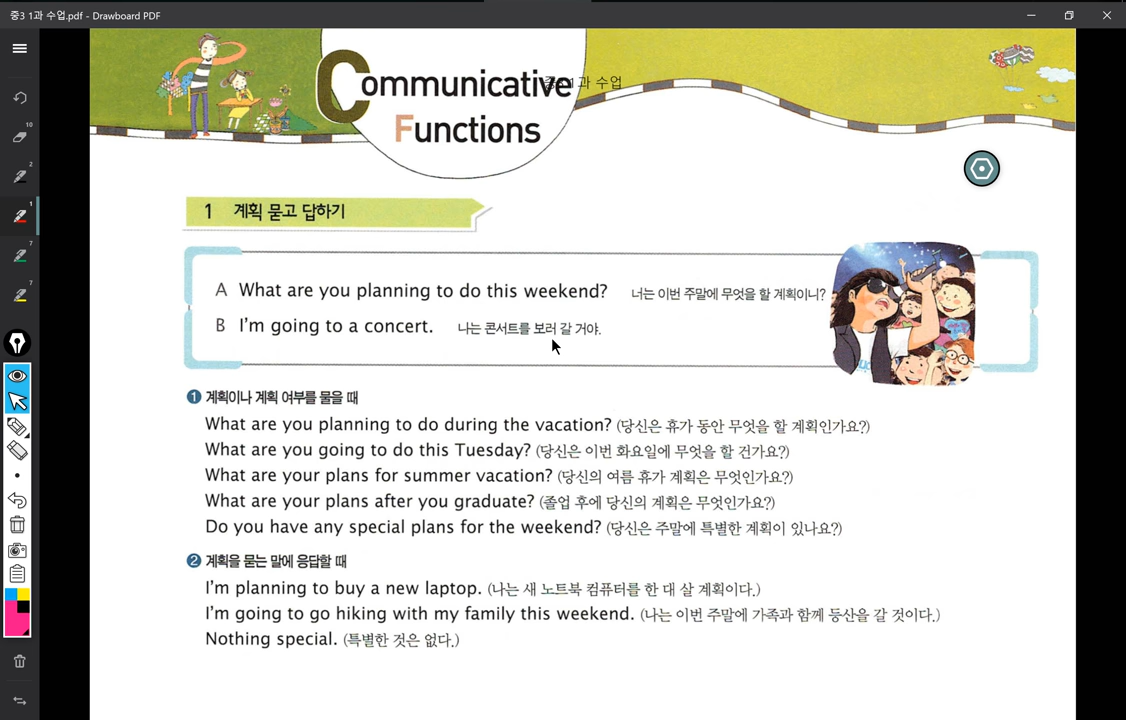 중3 1과 수업.pdf - Drawboard PDF
Communicative
중3 1과 수업
Functions
10
2
1
7
7
1 계획 묻고 답하기
A What are you planning to do this weekend? 너는 이번 주말에 무엇을 할 계획이니?
B I'm going to a concert. 나는 콘서트를 보러 갈 거야.
1 계획이나 계획 여부를 물을 때
What are you planning to do during the vacation? (당신은 휴가 동안 무엇을 할 계획인가요?)
What are you going to do this Tuesday? (당신은 이번 화요일에 무엇을 할 건가요?)
What are your plans for summer vacation? (당신의 여름 휴가 계획은 무엇인가요?)
What are your plans after you graduate? (졸업 후에 당신의 계획은 무엇인가요?)
Do you have any special plans for the weekend? (당신은 주말에 특별한 계획이 있나요?)
2 계획을 묻는 말에 응답할 때
I'm planning to buy a new laptop. (나는 새 노트북 컴퓨터를 한 대 살 계획이다.)
I'm going to go hiking with my family this weekend. (나는 이번 주말에 가족과 함께 등산을 갈 것이다.)
Nothing special. (특별한 것은 없다.)